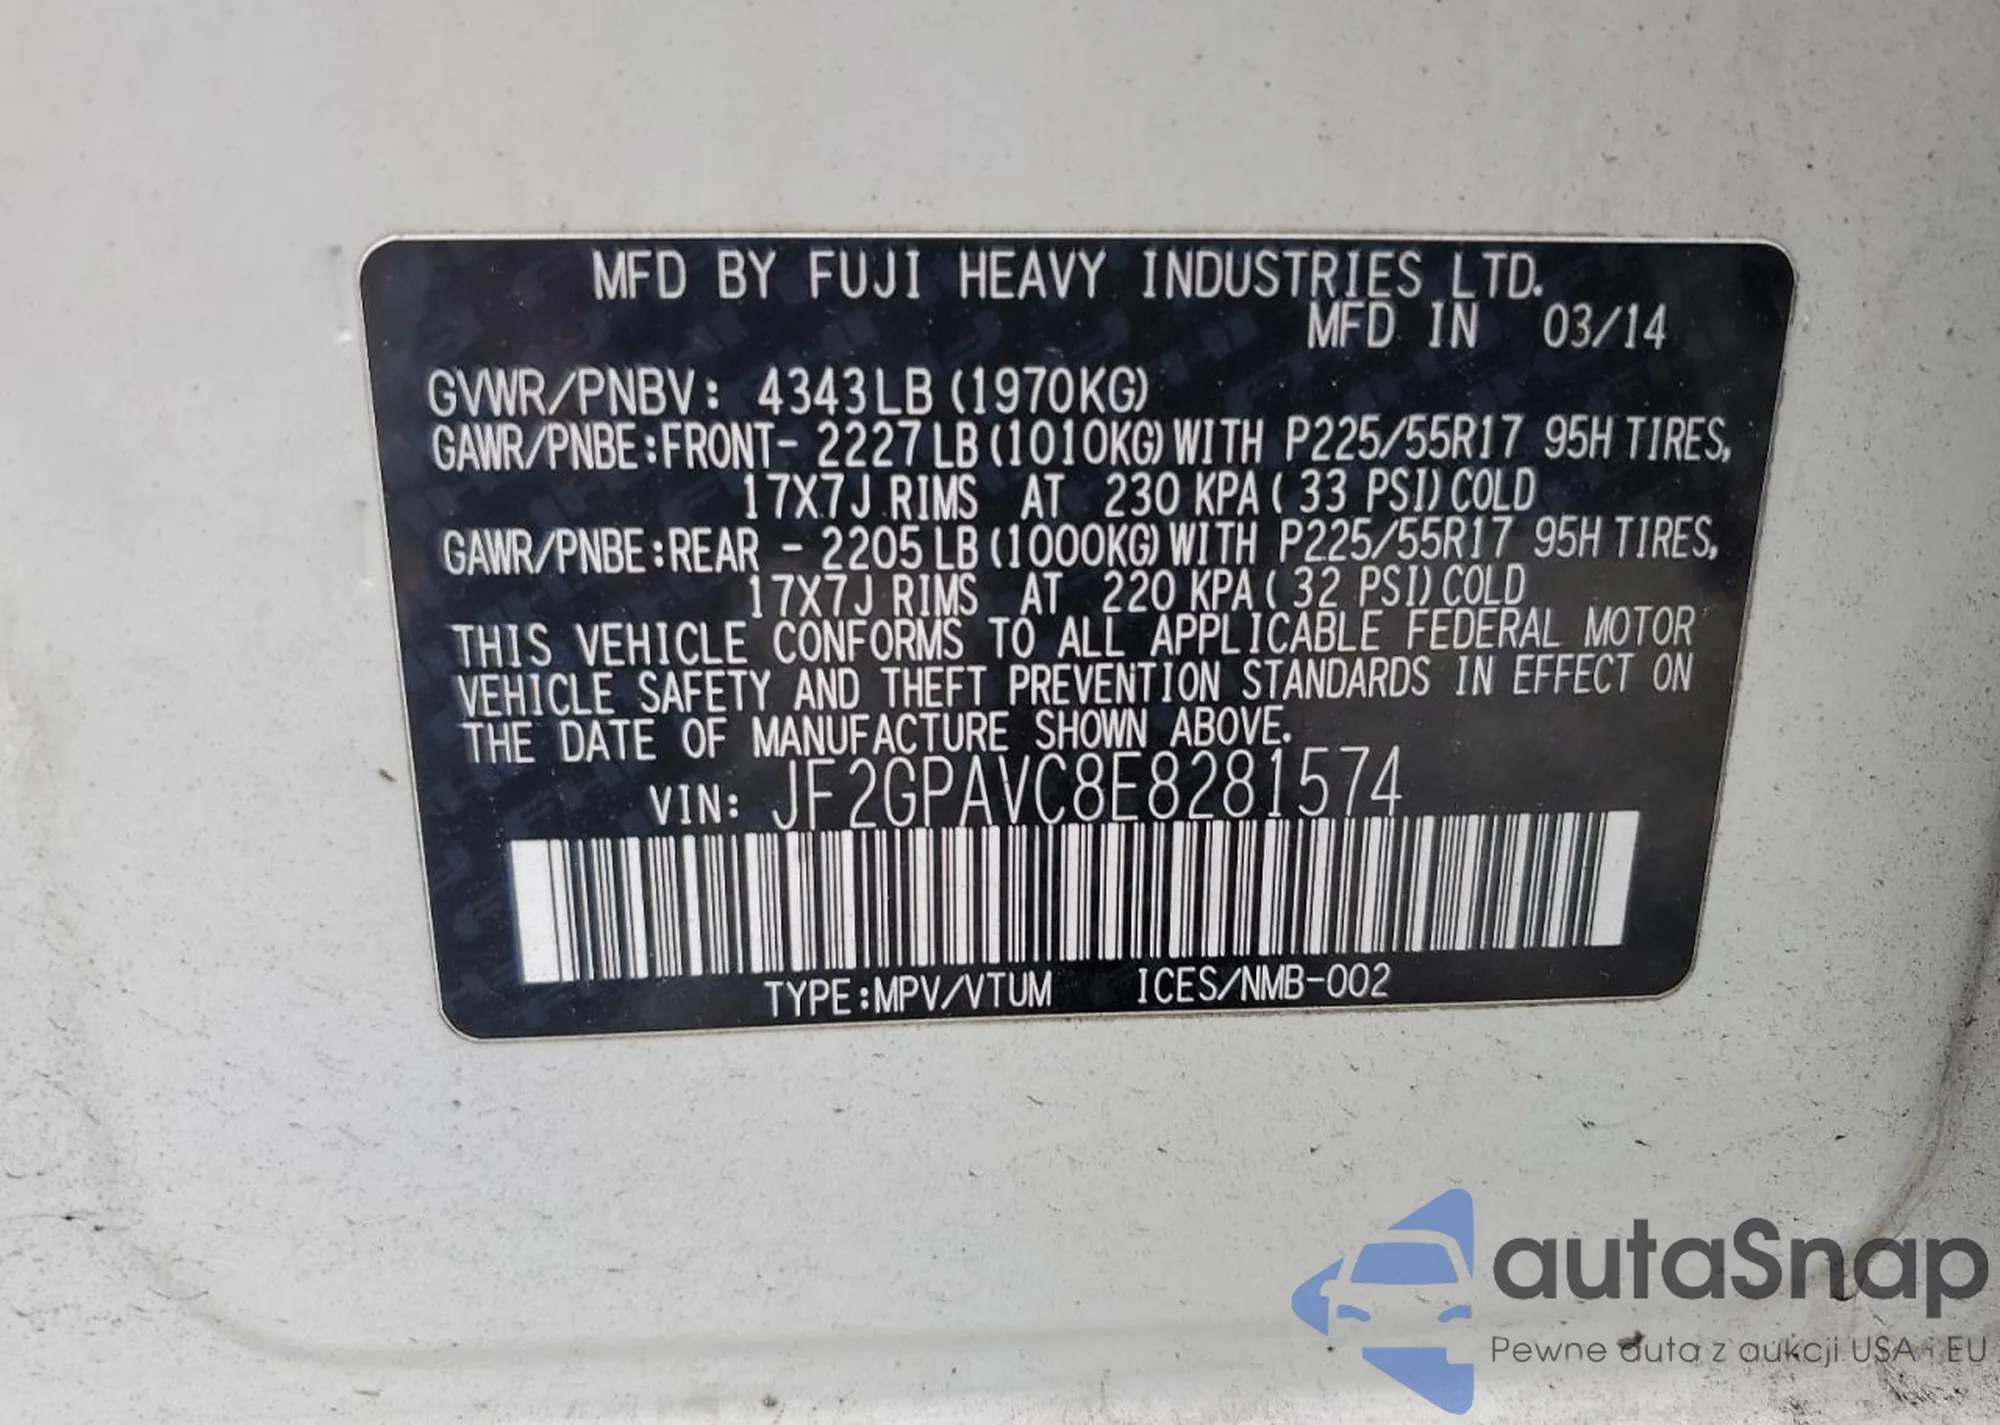 MFD BY FUJI HEAVY INDUSTRIES LTD.
MFD IN 03/14
GVWR/PNBV: 4343LB (1970KG)
GAWR/PNBE:FRONT- 2227LB (1010KG) WITH P225/55R17 95H TIRES,
17X7J RIMS AT 230 KPA ( 33 PSI) COLD
GAWR/PNBE:REAR - 2205LB (1000KG) WITH P225/55R17 95H TIRES,
17X7J RIMS AT 220 KPA ( 32 PSI) COLD
THIS VEHICLE CONFORMS TO ALL APPLICABLE FEDERAL MOTOR
VEHICLE SAFETY AND THEFT PREVENTION STANDARDS IN EFFECT ON
THE DATE OF MANUFACTURE SHOWN ABOVE.
VIN: JF2GPAVC8E8281574
TYPE:MPV/VTUM ICES/NMB-002
autaSnap
Pewne auta z aukcji USA i EU